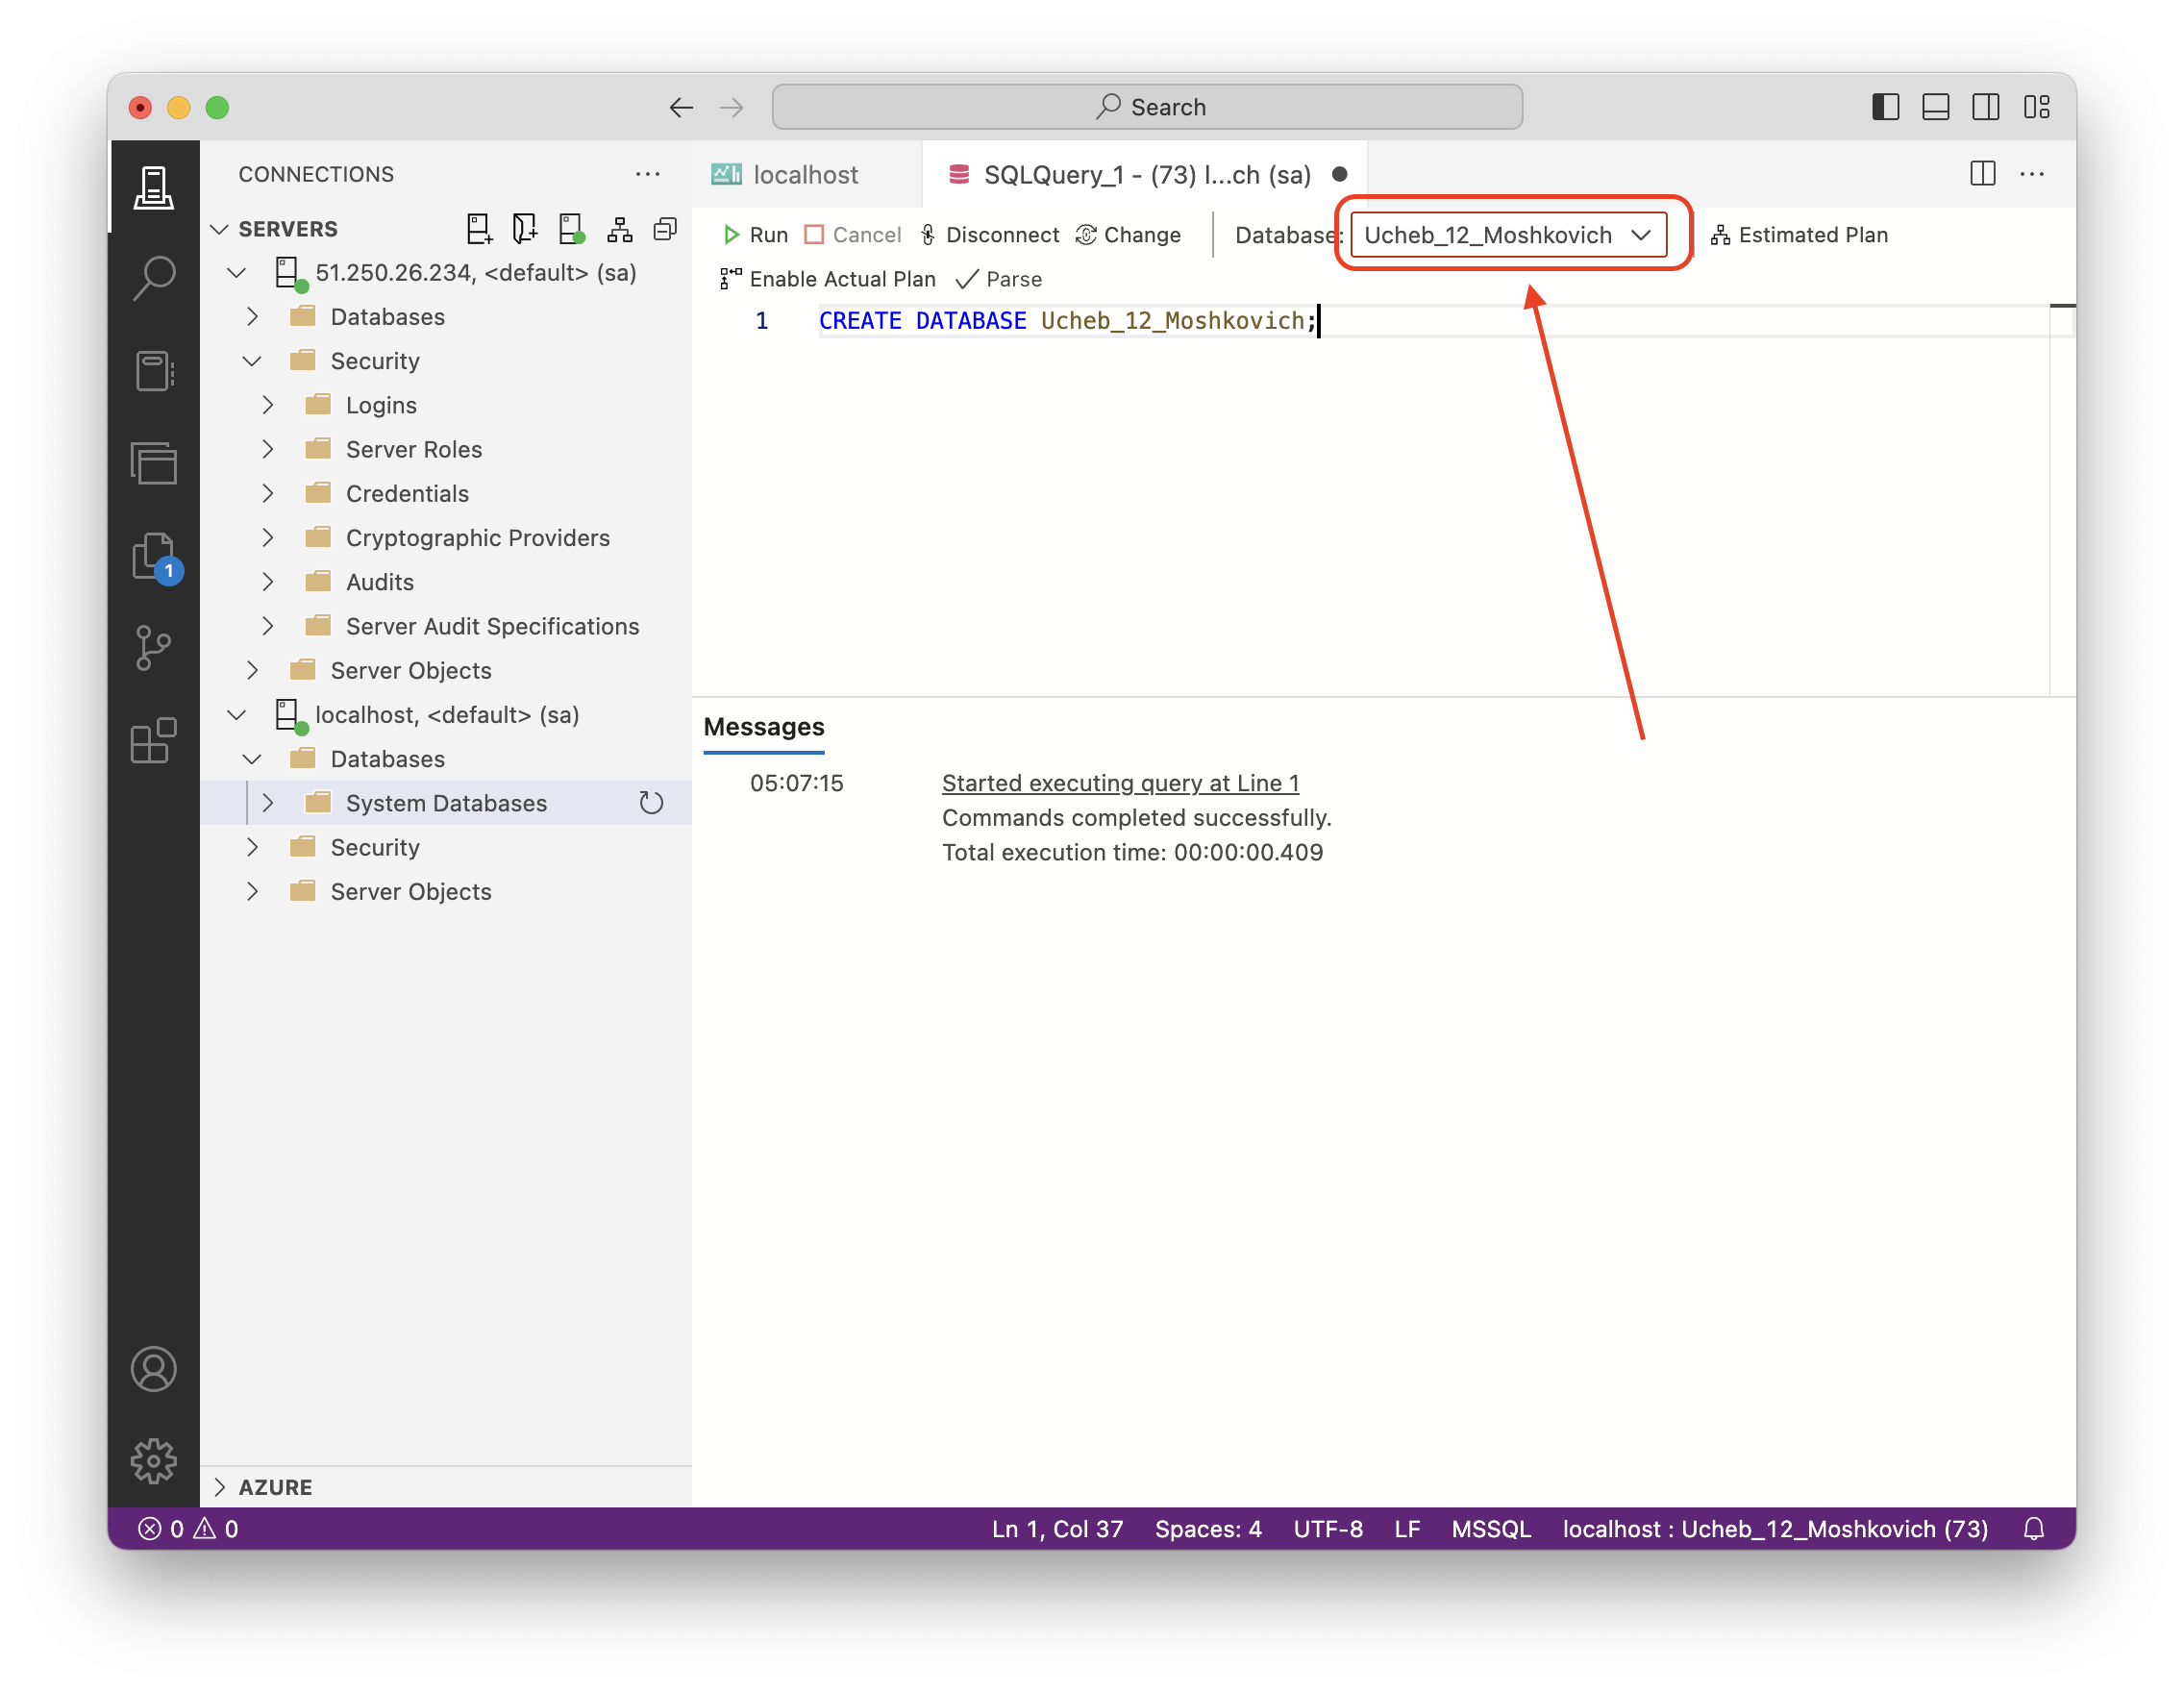 Search
CONNECTIONS
SERVERS
51.250.26.234, <default> (sa)
Databases
Security
Logins
Server Roles
Credentials
Cryptographic Providers
Audits
Server Audit Specifications
Server Objects
localhost, <default> (sa)
Databases
System Databases
Security
Server Objects
AZURE
1
localhost
SQLQuery_1 - (73) l...ch (sa)
Run Cancel Disconnect Change Database: Ucheb_12_Moshkovich Estimated Plan
Enable Actual Plan Parse
1 CREATE DATABASE Ucheb_12_Moshkovich;
Messages
05:07:15 Started executing query at Line 1
Commands completed successfully.
Total execution time: 00:00:00.409
0 0 Ln 1, Col 37 Spaces: 4 UTF-8 LF MSSQL localhost : Ucheb_12_Moshkovich (73)